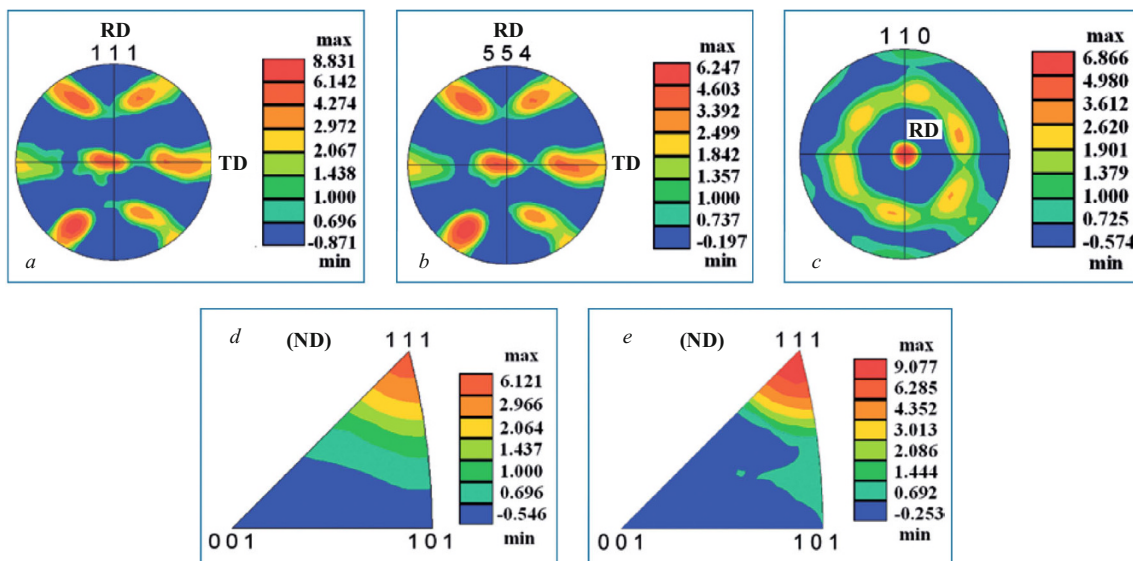 RD
1 1 1
max
8.831
6.142
4.274
2.972
2.067
1.438
1.000
0.696
-0.871
min
TD
a
RD
5 5 4
max
6.247
4.603
3.392
2.499
1.842
1.357
1.000
0.737
-0.197
min
TD
b
1 1 0
RD
max
6.866
4.980
3.612
2.620
1.901
1.379
1.000
0.725
-0.574
min
c
d
(ND)
1 1 1
max
6.121
2.966
2.064
1.437
1.000
0.696
-0.546
min
0 0 1
1 0 1
e
(ND)
1 1 1
max
9.077
6.285
4.352
3.013
2.086
1.444
0.692
-0.253
min
0 0 1
1 0 1